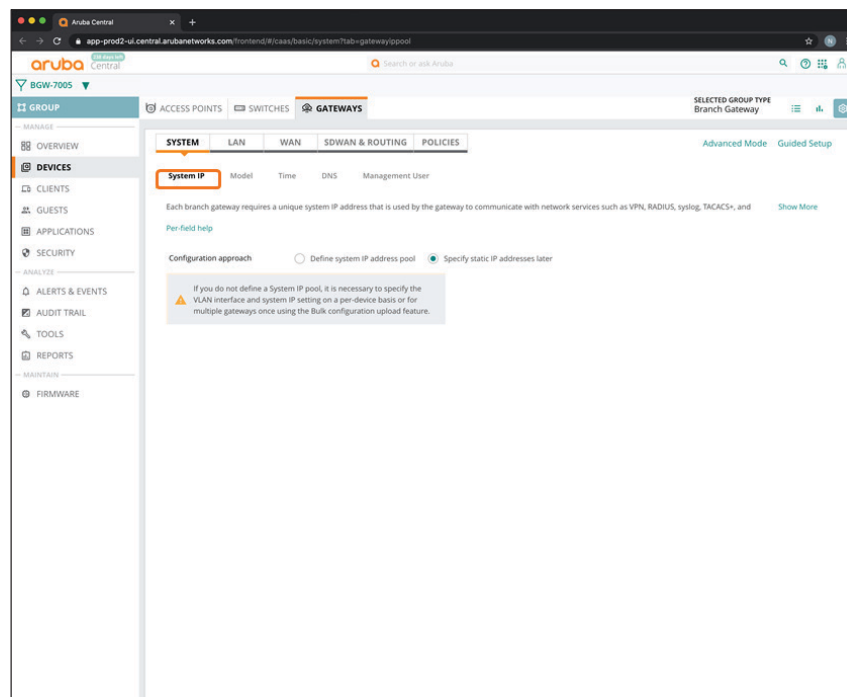 Aruba Central
app-prod2-ui.central.arubanetworks.com/frontend/#/caas/basic/system?tab=gatewayippool
aruba Central
Search or ask Aruba
BGW-7005
GROUP
ACCESS POINTS
SWITCHES
GATEWAYS
SELECTED GROUP TYPE
Branch Gateway
MANAGE
OVERVIEW
DEVICES
CLIENTS
GUESTS
APPLICATIONS
SECURITY
ANALYZE
ALERTS & EVENTS
AUDIT TRAIL
TOOLS
REPORTS
MAINTAIN
FIRMWARE
SYSTEM
LAN
WAN
SDWAN & ROUTING
POLICIES
Advanced Mode
Guided Setup
System IP
Model
Time
DNS
Management User
Each branch gateway requires a unique system IP address that is used by the gateway to communicate with network services such as VPN, RADIUS, syslog, TACACS+, and
Show More
Per-field help
Configuration approach
Define system IP address pool
Specify static IP addresses later
If you do not define a System IP pool, it is necessary to specify the
VLAN interface and system IP setting on a per-device basis or for
multiple gateways once using the Bulk configuration upload feature.